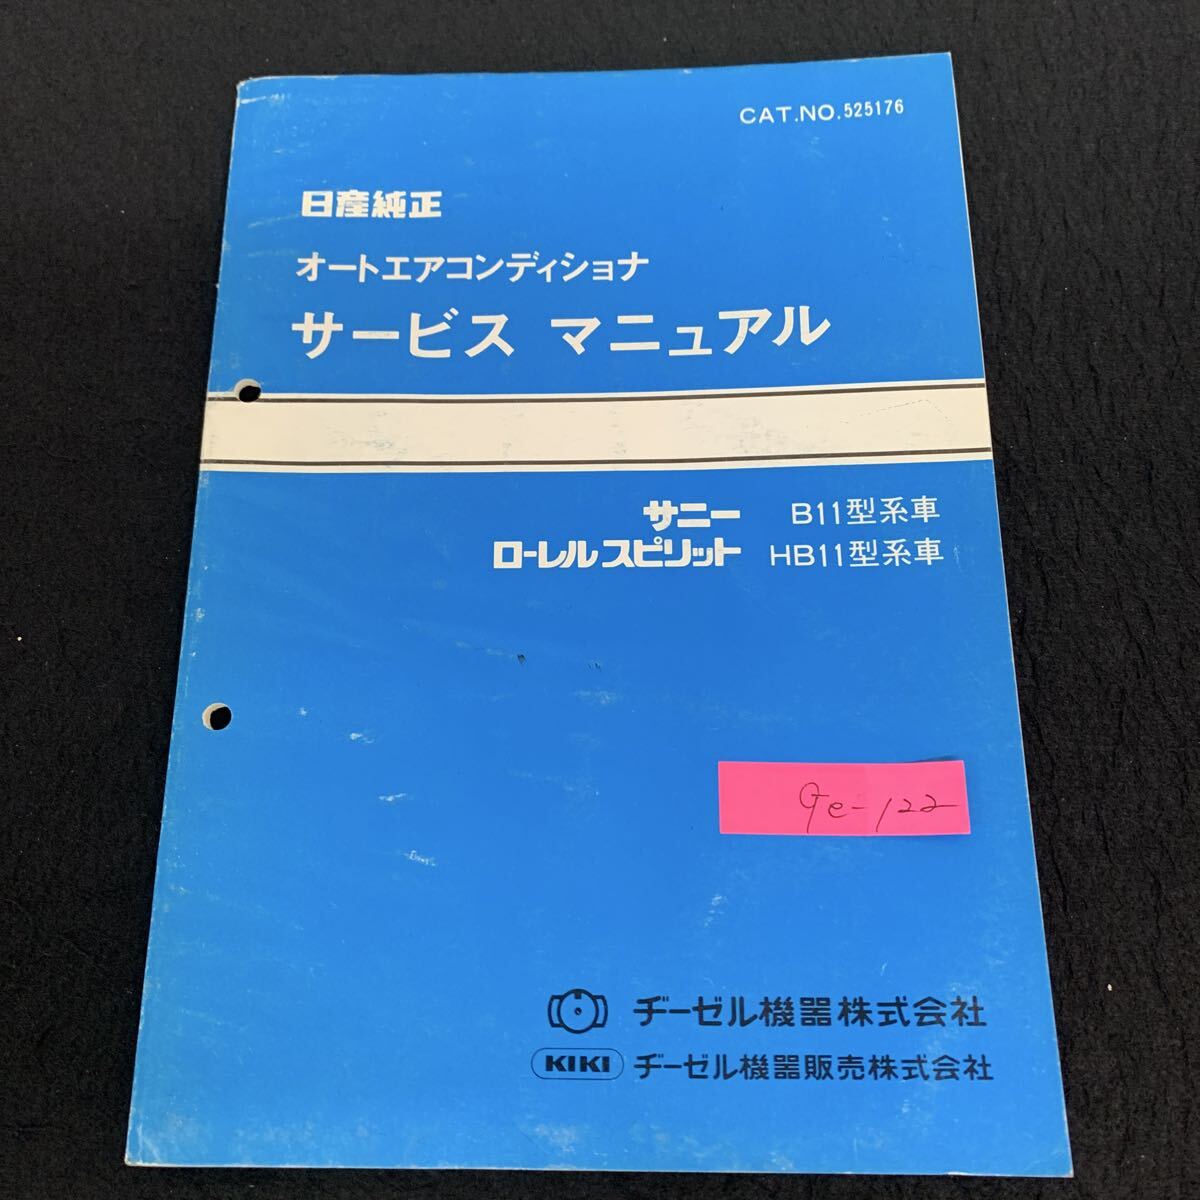 CAT.NO.525176
日産純正
オートエアコンディショナ
サービス マニュアル
サニー B11型系車
ローレルスピリット HB11型系車
Ge-122
ヂーゼル機器株式会社
KIKI ヂーゼル機器販売株式会社